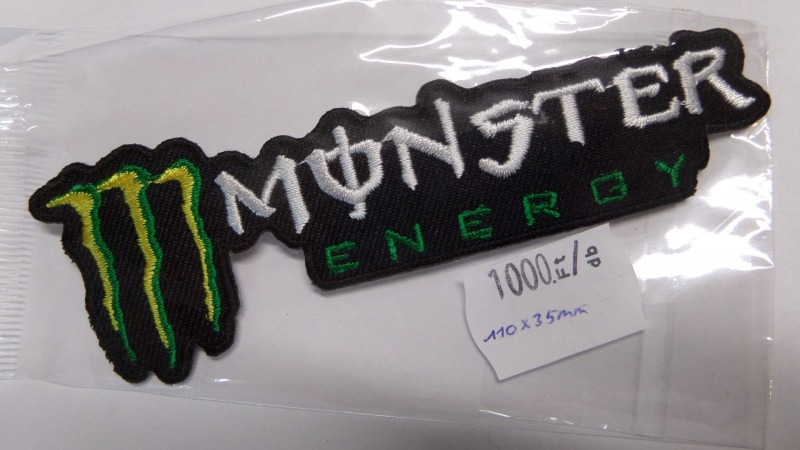 MONSTER
ENERGY
1000.Ft/db
110x35mm